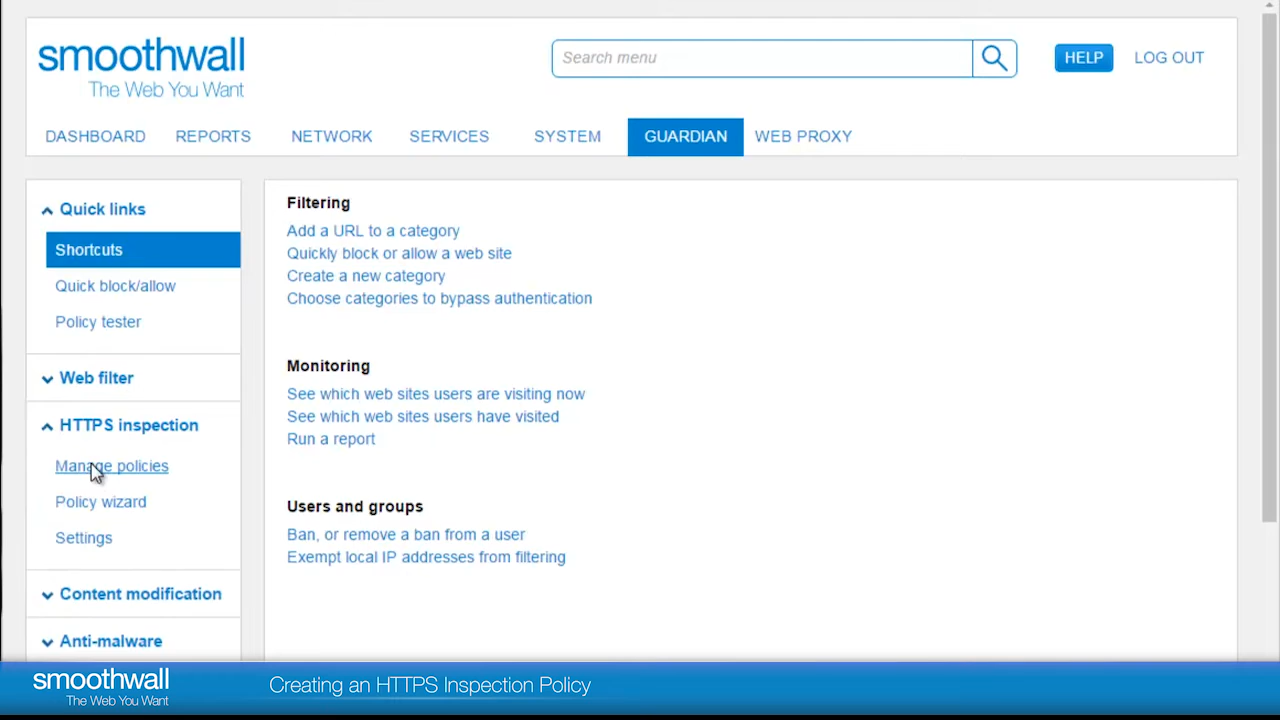 smoothwall
The Web You Want
Search menu
HELP
LOG OUT
DASHBOARD
REPORTS
NETWORK
SERVICES
SYSTEM
GUARDIAN
WEB PROXY
Quick links
Shortcuts
Quick block/allow
Policy tester
Web filter
HTTPS inspection
Manage policies
Policy wizard
Settings
Content modification
Anti-malware
Filtering
Add a URL to a category
Quickly block or allow a web site
Create a new category
Choose categories to bypass authentication
Monitoring
See which web sites users are visiting now
See which web sites users have visited
Run a report
Users and groups
Ban, or remove a ban from a user
Exempt local IP addresses from filtering
smoothwall
The Web You Want
Creating an HTTPS Inspection Policy